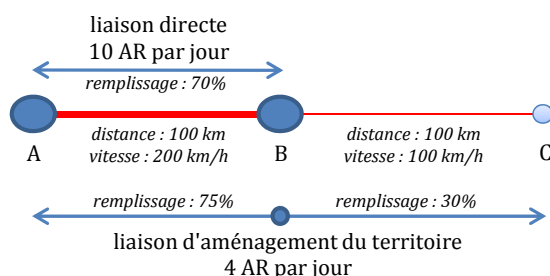 liaison directe
10 AR par jour
remplissage : 70%
distance : 100 km
vitesse : 200 km/h
distance : 100 km
vitesse : 100 km/h
A
B
C
remplissage : 75%
remplissage : 30%
liaison d'aménagement du territoire
4 AR par jour